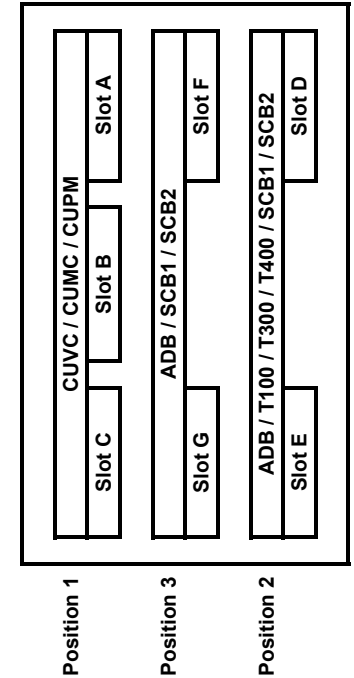 Position 1
CUVC / CUMC / CUPM
Slot C
Slot B
Slot A
Position 3
ADB / SCB1 / SCB2
Slot G
Slot F
Position 2
ADB / T100 / T300 / T400 / SCB1 / SCB2
Slot E
Slot D